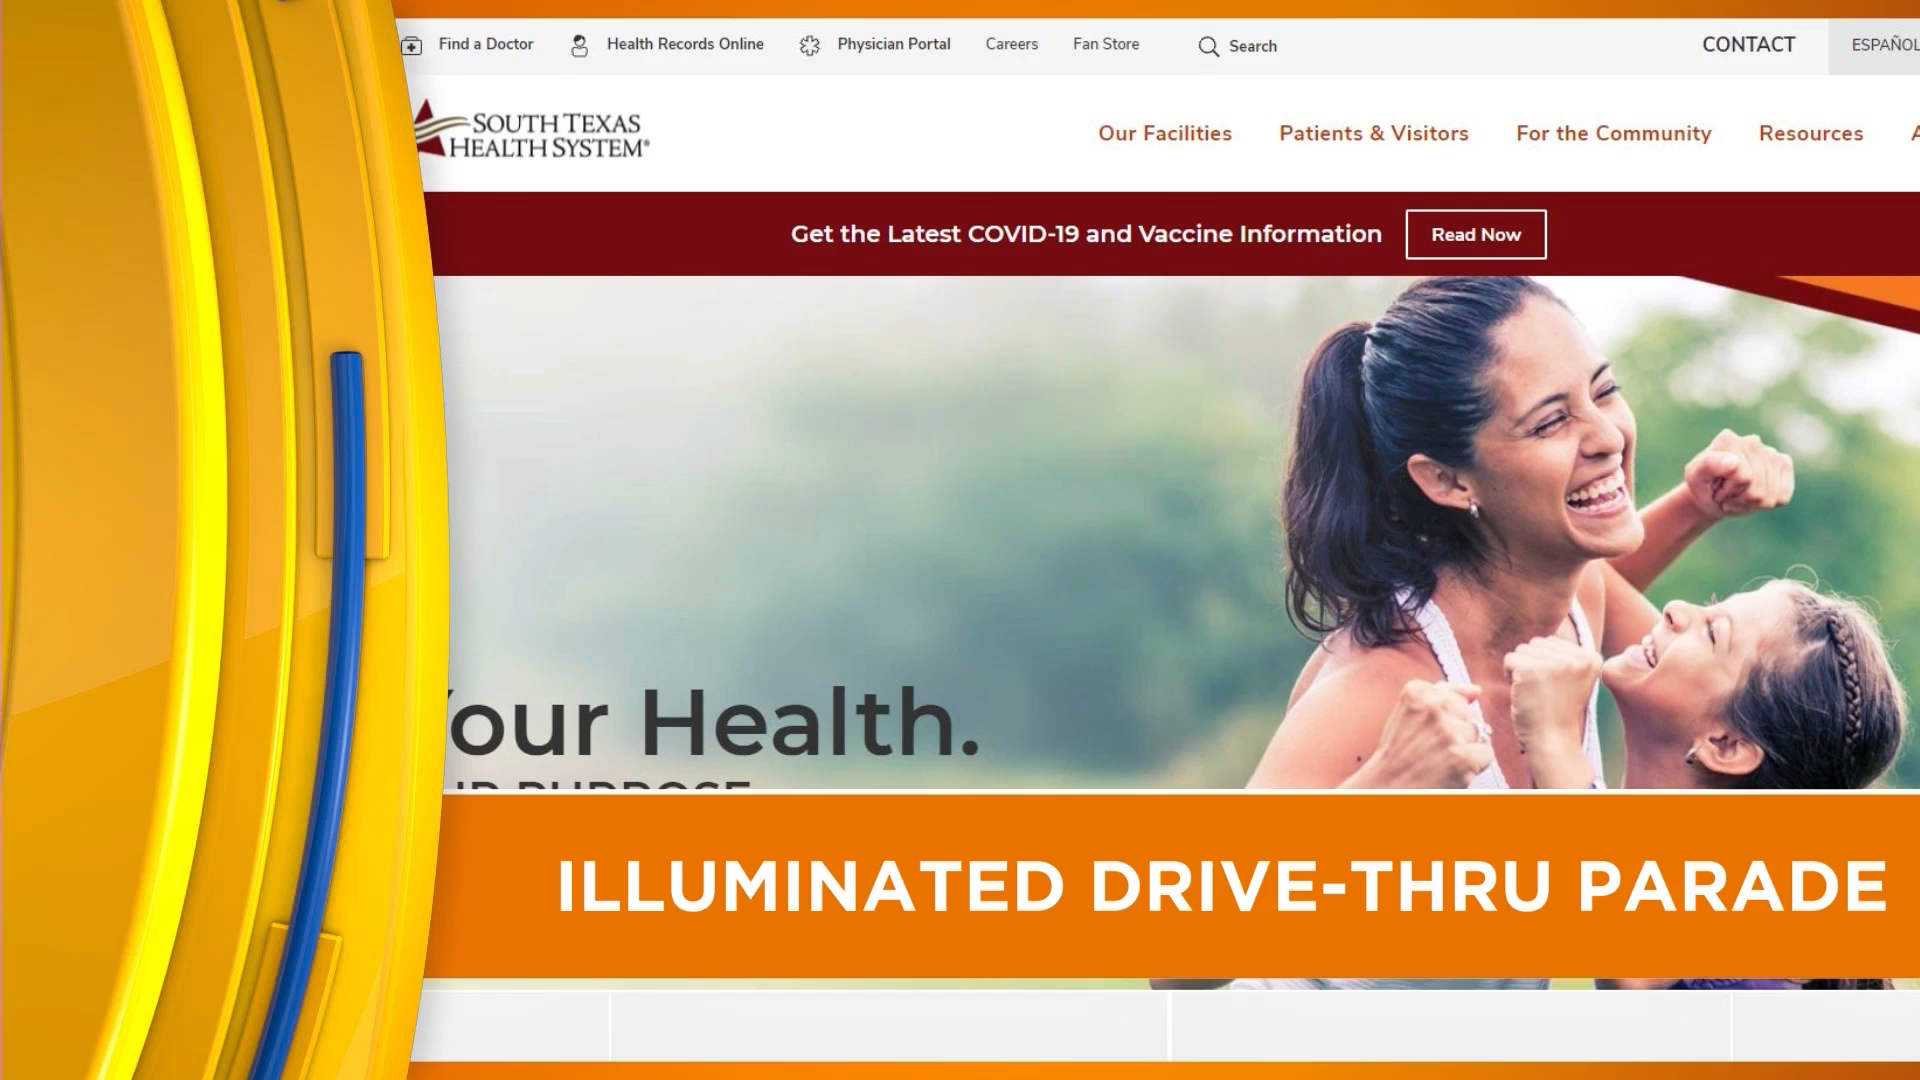 Find a Doctor
Health Records Online
Physician Portal
Careers
Fan Store
Search
CONTACT
ESPAÑOL
SOUTH TEXAS
HEALTH SYSTEM®
Our Facilities
Patients & Visitors
For the Community
Resources
Get the Latest COVID-19 and Vaccine Information
Read Now
Your Health.
ILLUMINATED DRIVE-THRU PARADE